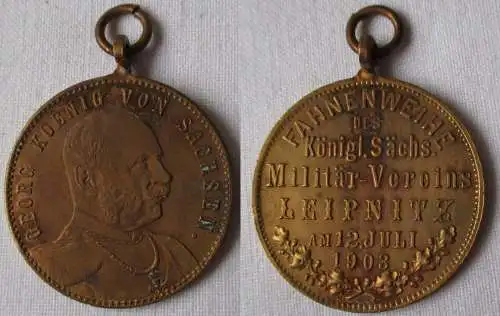 GEORG KOENIG VON SACHSEN.
FAHNENWEIHE
DES
Königl. Sächs.
Militär-Vereins
LEIPNITZ
AM 12. JULI
1903